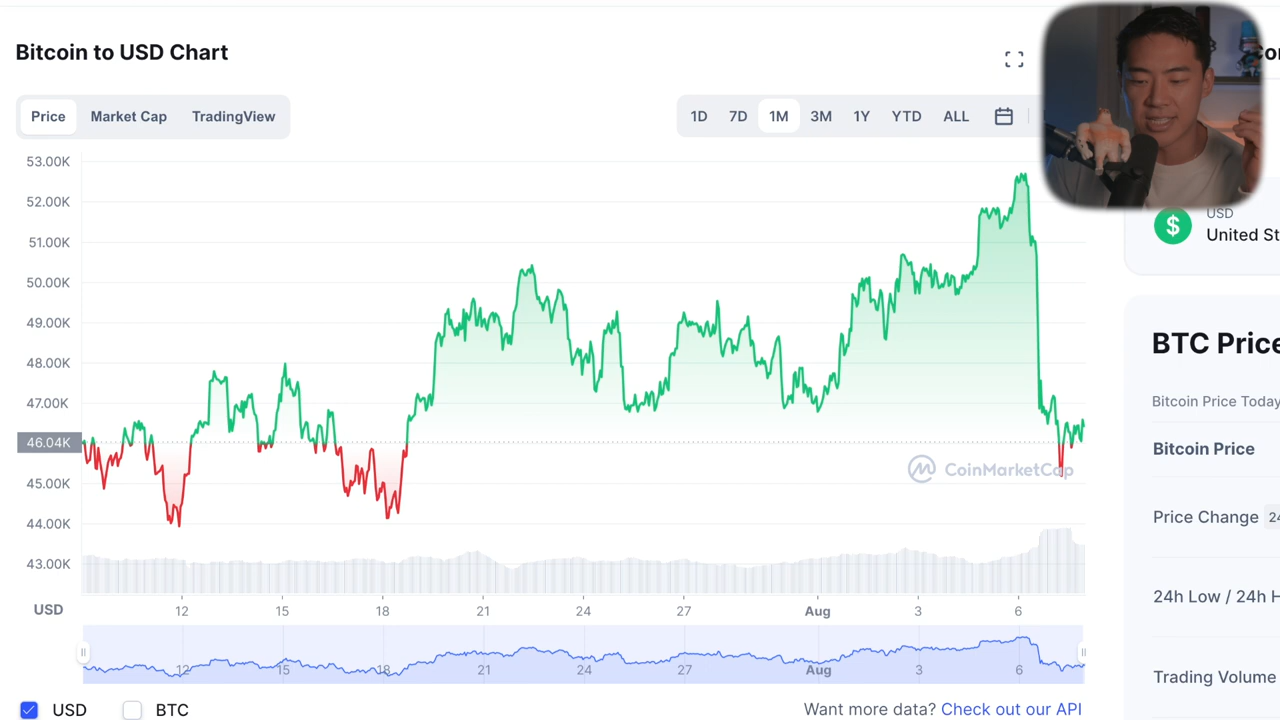 Bitcoin to USD Chart
Price Market Cap TradingView
1D 7D 1M 3M 1Y YTD ALL
53.00K
52.00K
51.00K
50.00K
49.00K
48.00K
47.00K
46.04K
45.00K
44.00K
43.00K
CoinMarketCap
USD 12 15 18 21 24 27 Aug 3 6
12 15 18 21 24 27 Aug 3 6
USD BTC
Want more data? Check out our API
$
USD
United St
BTC Price
Bitcoin Price Today
Bitcoin Price
Price Change 24
24h Low / 24h H
Trading Volume